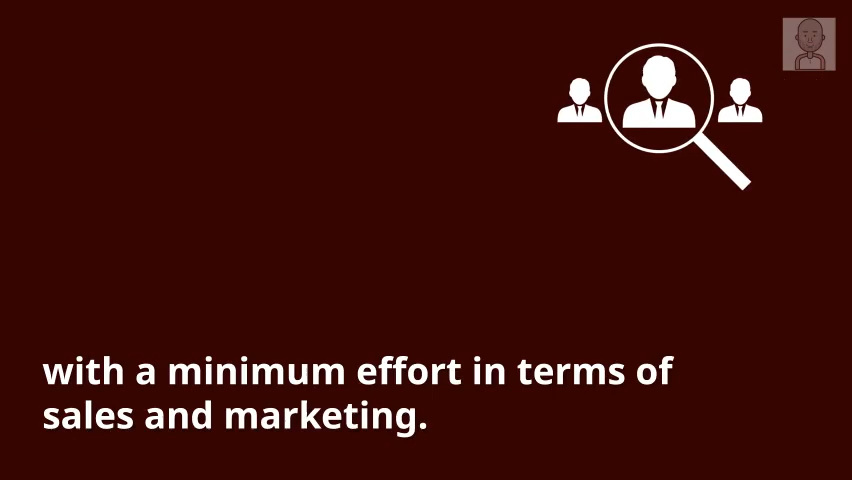 with a minimum effort in terms of
sales and marketing.